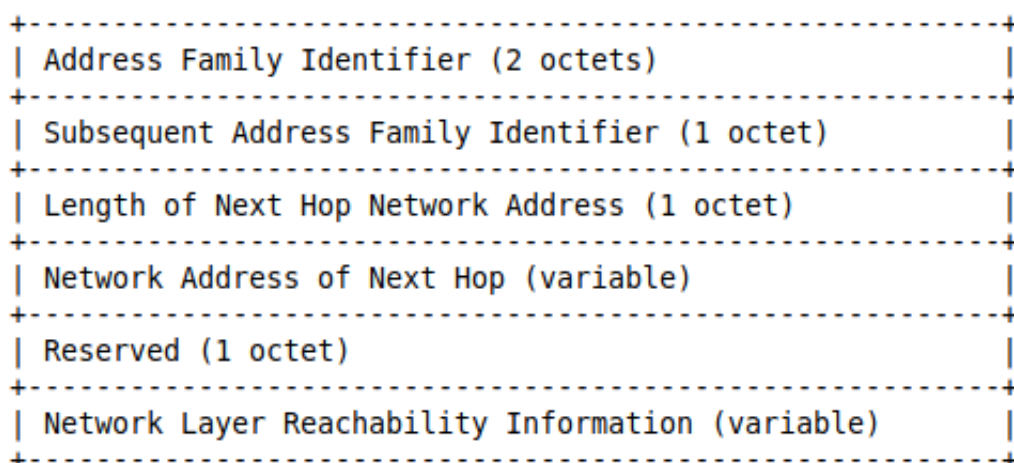 Address Family Identifier (2 octets)
Subsequent Address Family Identifier (1 octet)
Length of Next Hop Network Address (1 octet)
Network Address of Next Hop (variable)
Reserved (1 octet)
Network Layer Reachability Information (variable)